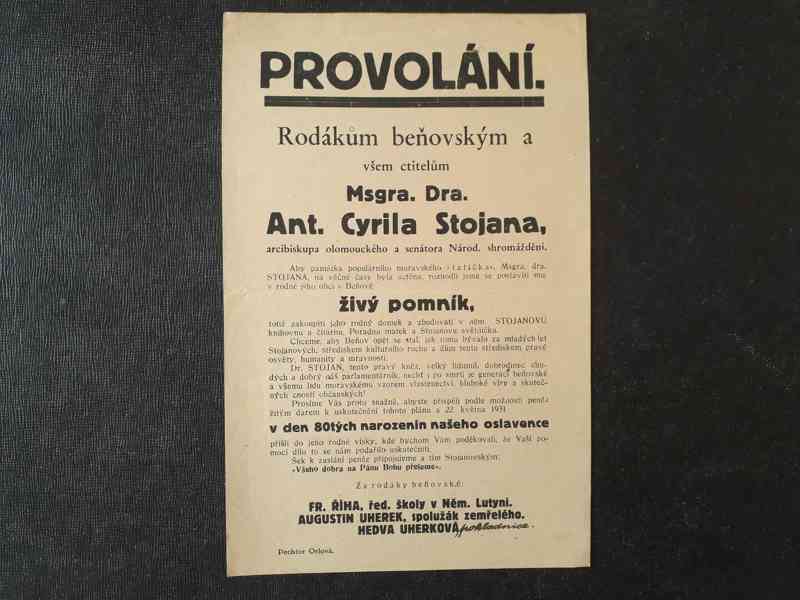 PROVOLÁNÍ.
Rodákům beňovským a
všem ctitelům
Msgra. Dra.
Ant. Cyrila Stojana,
arcibiskupa olomouckého a senátora Národ. shromáždění.
Aby památka populárního moravského »tatíčka«, Msgra. dra.
STOJANA, na věčné časy byla uctěna, rozhodli jsme se postaviti mu
v rodné jeho obci v Beňově
živý pomník,
totiž zakoupiti jeho rodný domek a zbudovati v něm STOJANOVU
knihovnu a čítárnu, Poradnu matek a Stojanovu světničku.
Chceme, aby Beňov opět se stal, jak tomu bývalo za mladých let
Stojanových, střediskem kulturního ruchu a žilm tento střediskem pravé
osvěty, humanity a mravnosti.
Dr. STOJAN, tento pravý kněz, velký lidumil, dobrodinec chu-
dých a dobrý náš parlamentárník, nechť i po smrti je generaci beňovské
a všemu lidu moravskému vzorem vlastenectví, hluboké víry a skuteč-
ných ctností občanských!
Prosíme Vás proto snažně, abyste přispěli podle možnosti peně-
žitým darem k uskutečnění tohoto plánu a 22. května 1931
v den 80tých narozenin našeho oslavence
přišli do jeho rodné vísky, kde bychom Vám poděkovali, že Vaší po-
mocí dílo to se nám podařilo uskutečniti.
Šek k zaslání peněz připojujeme a tím Stojanovským:
»Všeho dobra na Pánu Bohu přešeme«.
Za rodáky beňovské:
FR. ŘÍHA, řed. školy v Něm. Lutyni.
AUGUSTIN UHEREK, spolužák zemřelého.
HEDVA UHERKOVÁ, pokladnice.
Pechtor Orlová.